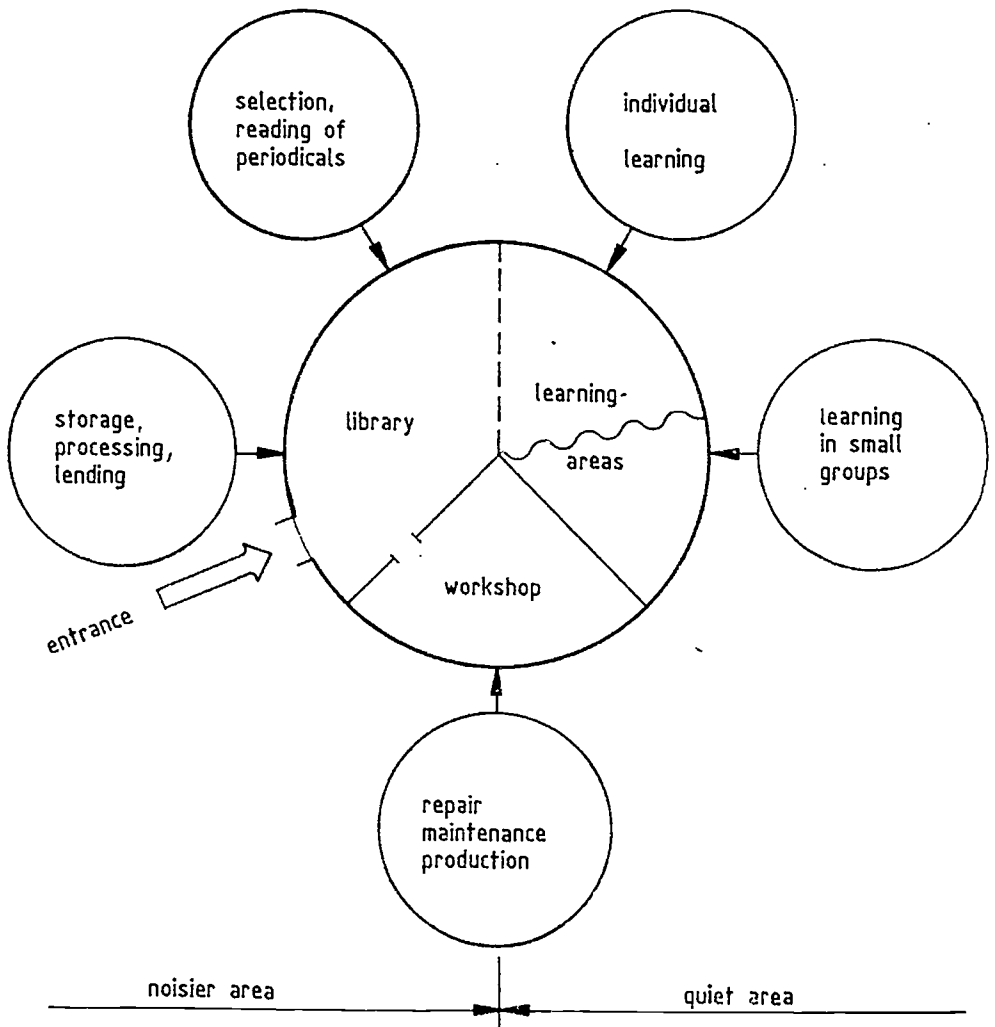 selection,
reading of
periodicals
individual
learning
storage,
processing,
lending
library
learning-
areas
learning
in small
groups
workshop
entrance
repair
maintenance
production
noisier area
quiet area